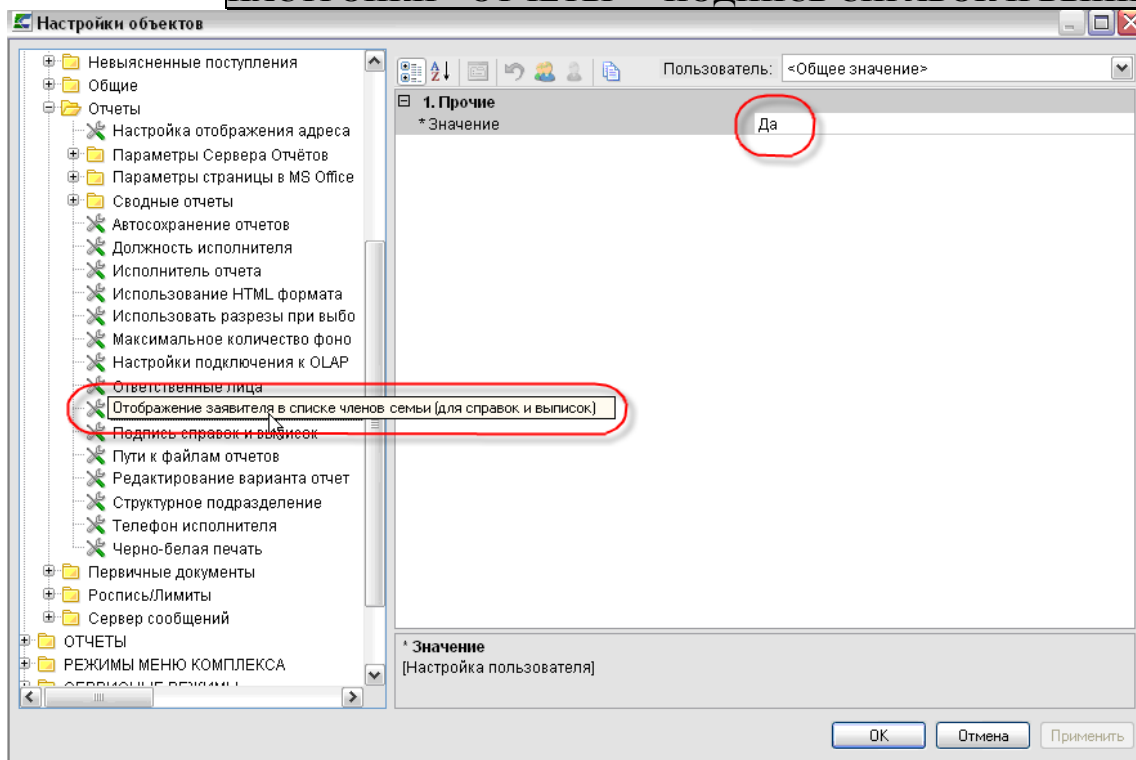 Настройки объектов
Невыясненные поступления
Общие
Отчеты
Настройка отображения адреса
Параметры Сервера Отчётов
Параметры страницы в MS Office
Сводные отчеты
Автосохранение отчетов
Должность исполнителя
Исполнитель отчета
Использование HTML формата
Использовать разрезы при выбо
Максимальное количество фоно
Настройки подключения к OLAP
Ответственные лица
Отображение заявителя в списке членов семьи (для справок и выписок)
Подпись справок и выписок
Пути к файлам отчетов
Редактирование варианта отчет
Структурное подразделение
Телефон исполнителя
Черно-белая печать
Первичные документы
Роспись/Лимиты
Сервер сообщений
ОТЧЕТЫ
РЕЖИМЫ МЕНЮ КОМПЛЕКСА
Пользователь: <Общее значение>
1. Прочие
* Значение Да
* Значение
[Настройка пользователя]
OK Отмена Применить